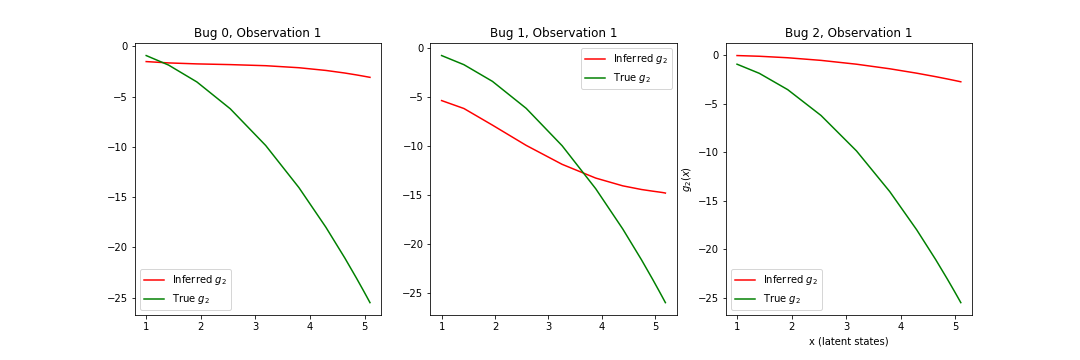 Bug 0, Observation 1
0
−5
−10
−15
−20
−25
Inferred g₂
True g₂
1 2 3 4 5
Bug 1, Observation 1
0
−5
−10
−15
−20
−25
Inferred g₂
True g₂
1 2 3 4 5
Bug 2, Observation 1
g₂(x)
0
−5
−10
−15
−20
−25
Inferred g₂
True g₂
1 2 3 4 5
x (latent states)